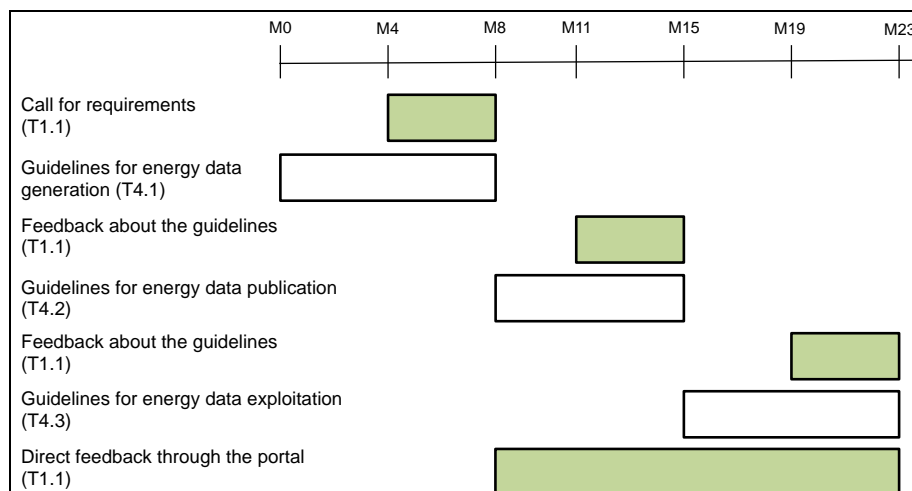 M0 M4 M8 M11 M15 M19 M23
Call for requirements
(T1.1)
Guidelines for energy data
generation (T4.1)
Feedback about the guidelines
(T1.1)
Guidelines for energy data publication
(T4.2)
Feedback about the guidelines
(T1.1)
Guidelines for energy data exploitation
(T4.3)
Direct feedback through the portal
(T1.1)